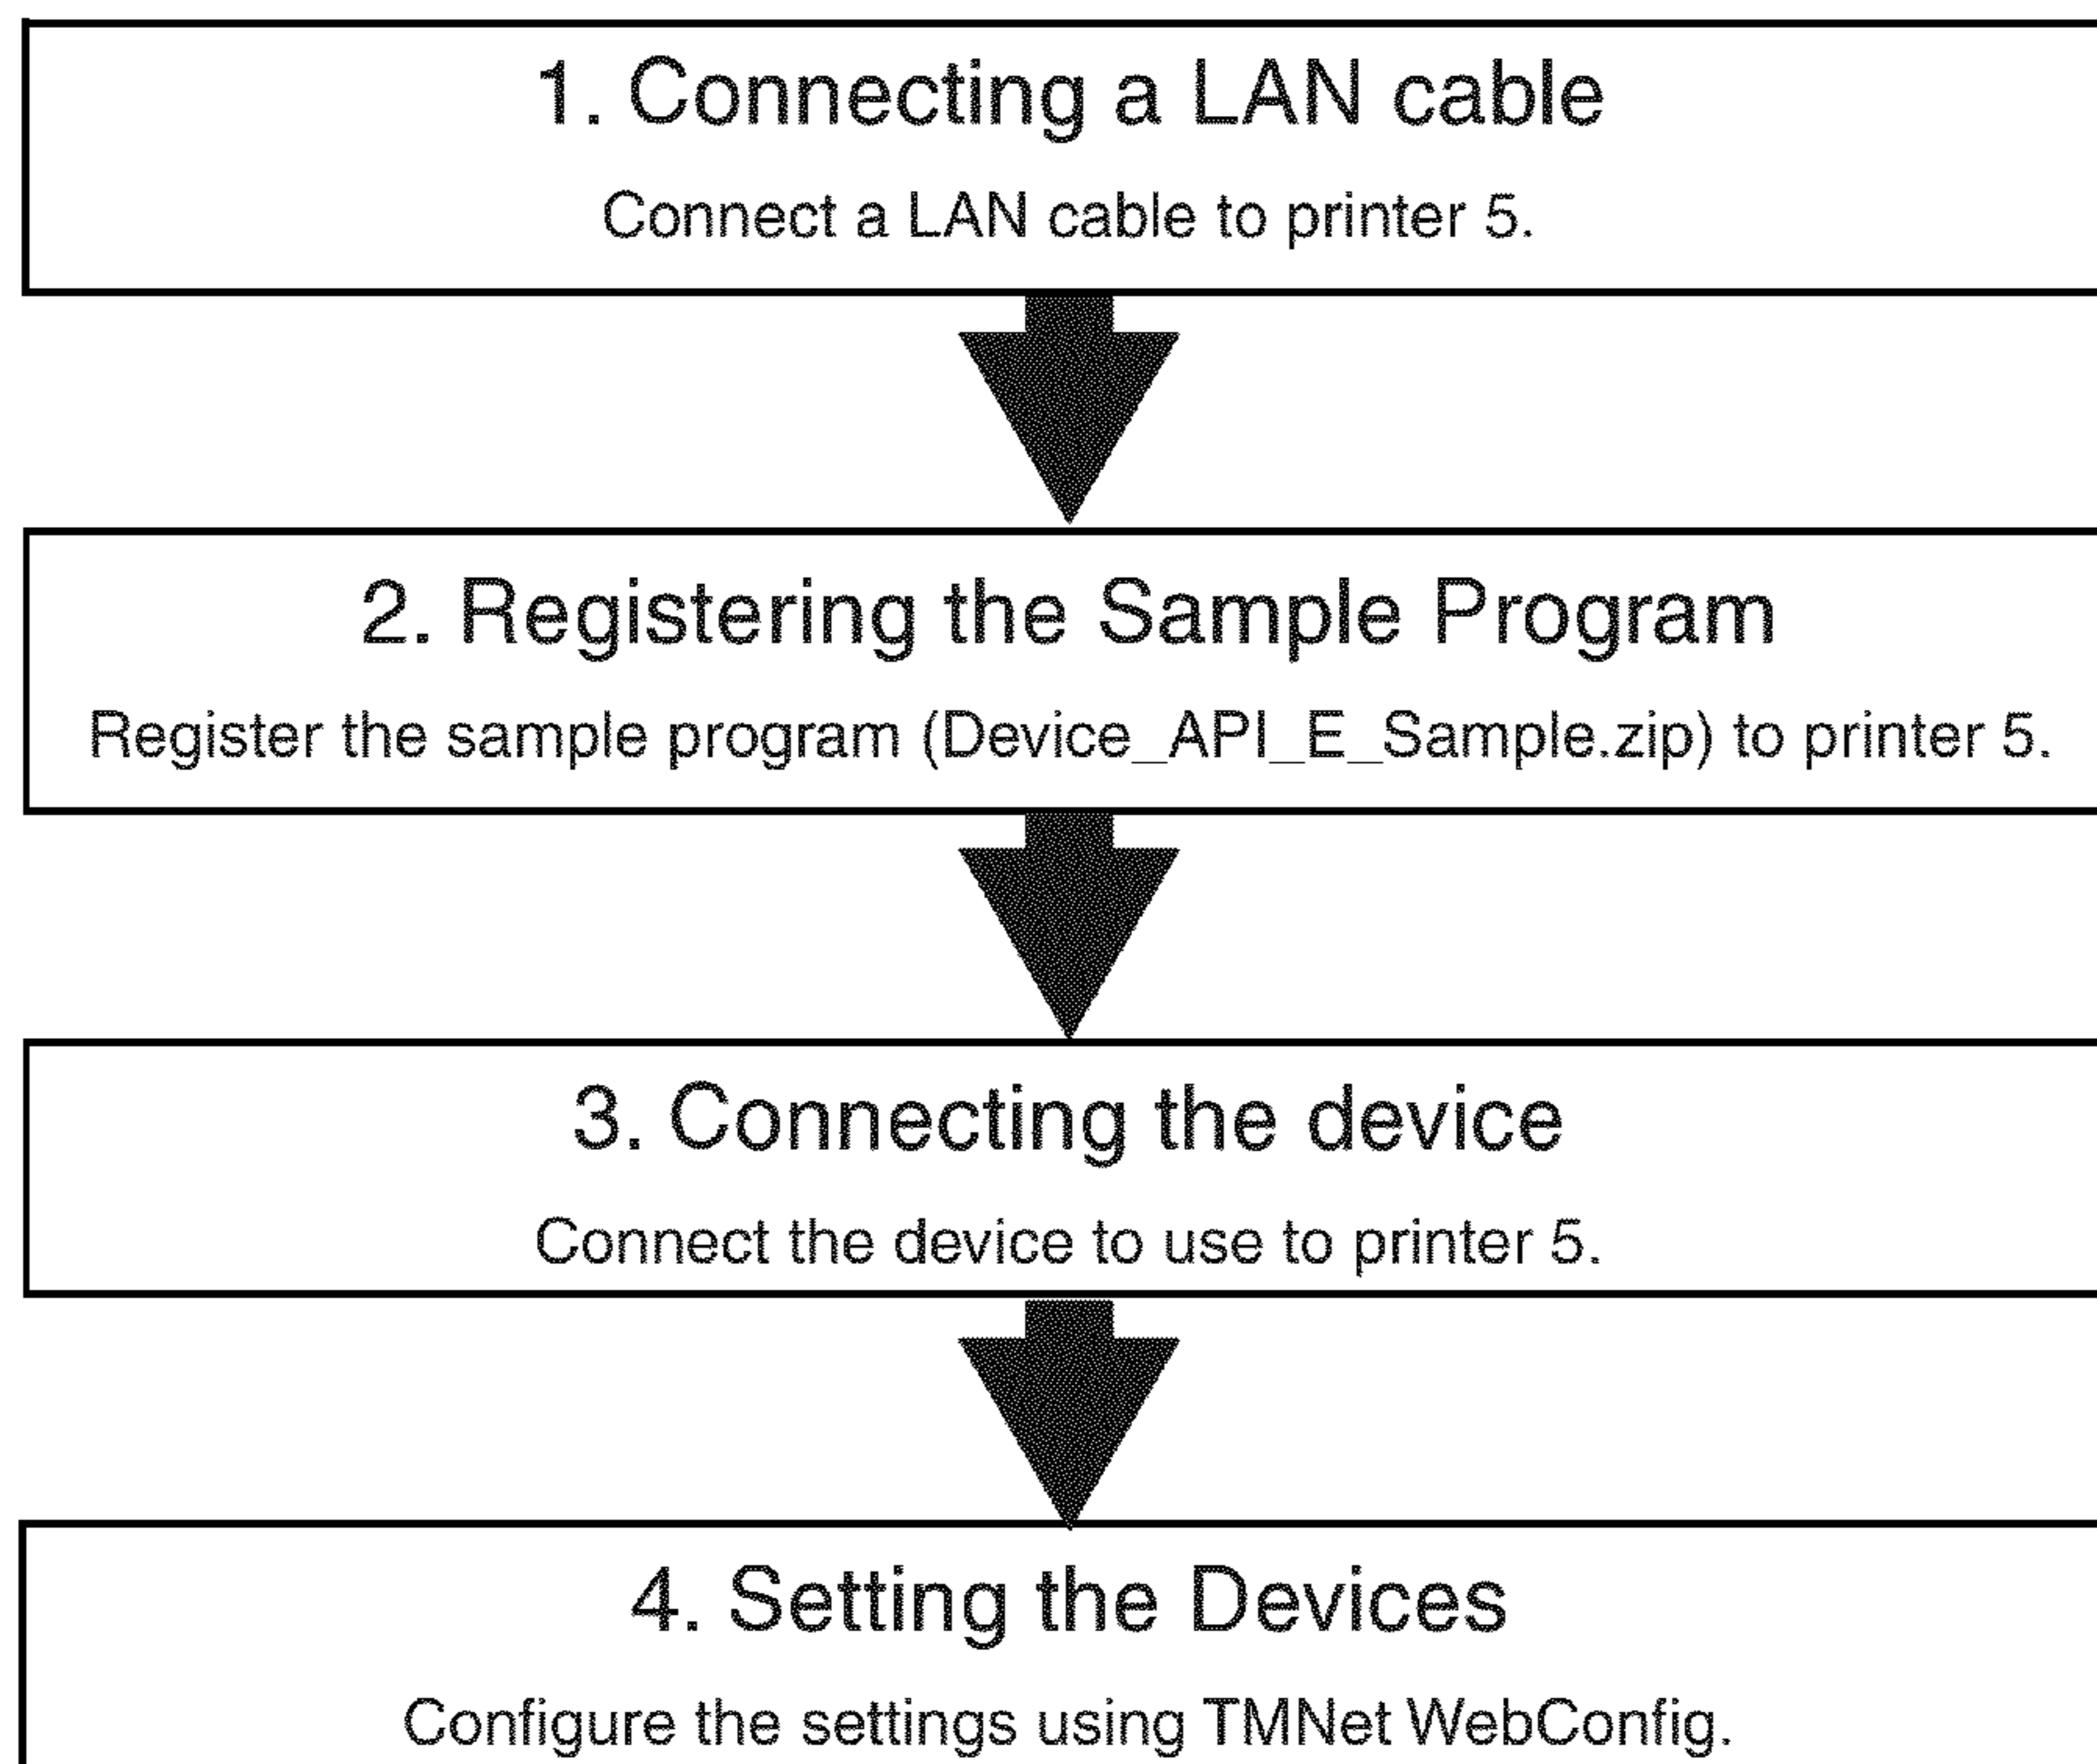 1. Connecting a LAN cable
Connect a LAN cable to printer 5.
2. Registering the Sample Program
Register the sample program (Device_API_E_Sample.zip) to printer 5.
3. Connecting the device
Connect the device to use to printer 5.
4. Setting the Devices
Configure the settings using TMNet WebConfig.